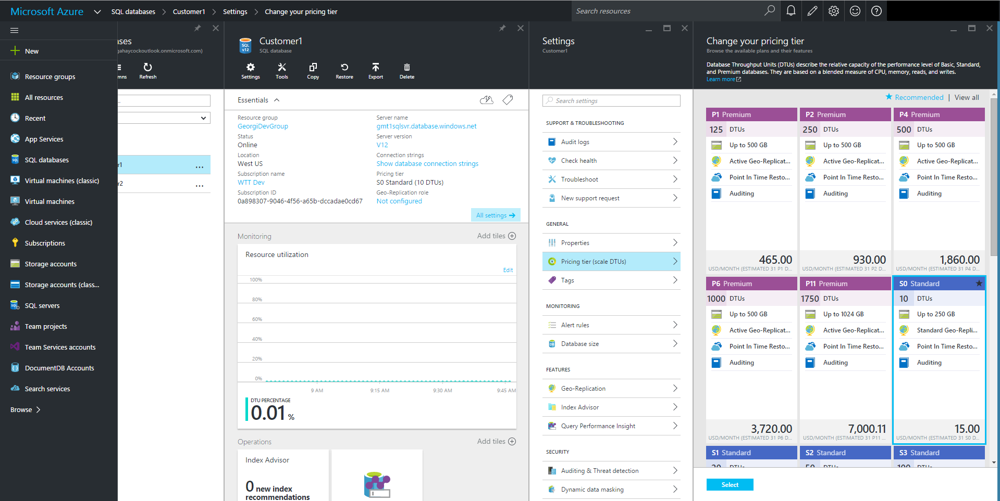 Microsoft Azure
SQL databases
Customer1
Settings
Change your pricing tier
Search resources
New
Resource groups
All resources
Recent
App Services
SQL databases
Virtual machines (classic)
Virtual machines
Cloud services (classic)
Subscriptions
Storage accounts
Storage accounts (class...
SQL servers
Team projects
Team Services accounts
DocumentDB Accounts
Search services
Browse
ases
gahaycockoutlook.onmicrosoft.com)
mns
Refresh
...
r1
...
r2
...
SQL
v12
Customer1
SQL database
Settings
Tools
Copy
Restore
Export
Delete
Essentials
Resource group
GeorgiDevGroup
Status
Online
Location
West US
Subscription name
WTT Dev
Subscription ID
0a898307-9046-4f56-a65b-dccadae0cd67
Server name
gmt1sqlsvr.database.windows.net
Server version
V12
Connection strings
Show database connection strings
Pricing tier
S0 Standard (10 DTUs)
Geo-Replication role
Not configured
All settings
Monitoring
Add tiles
Resource utilization
Edit
100%
80%
60%
40%
20%
0%
9 AM
9:15 AM
9:30 AM
9:45 AM
DTU PERCENTAGE
0.01 %
Operations
Add tiles
Index Advisor
0 new index
recommendations
Settings
Customer1
Search settings
SUPPORT & TROUBLESHOOTING
Audit logs
Check health
Troubleshoot
New support request
GENERAL
Properties
Pricing tier (scale DTUs)
Tags
MONITORING
Alert rules
Database size
FEATURES
Geo-Replication
Index Advisor
Query Performance Insight
SECURITY
Auditing & Threat detection
Dynamic data masking
Change your pricing tier
Browse the available plans and their features
Database Throughput Units (DTUs) describe the relative capacity of the performance level of Basic, Standard,
and Premium databases. They are based on a blended measure of CPU, memory, reads, and writes.
Learn more
Recommended | View all
P1 Premium
125 DTUs
Up to 500 GB
Active Geo-Replicat...
Point In Time Resto...
Auditing
465.00
USD/MONTH (ESTIMATED 31 P1 D...
P2 Premium
250 DTUs
Up to 500 GB
Active Geo-Replicat...
Point In Time Resto...
Auditing
930.00
USD/MONTH (ESTIMATED 31 P2 D...
P4 Premium
500 DTUs
Up to 500 GB
Active Geo-Replicat...
Point In Time Resto...
Auditing
1,860.00
USD/MONTH (ESTIMATED 31 P4 D...
P6 Premium
1000 DTUs
Up to 500 GB
Active Geo-Replicat...
Point In Time Resto...
Auditing
3,720.00
USD/MONTH (ESTIMATED 31 P6 D...
P11 Premium
1750 DTUs
Up to 1024 GB
Active Geo-Replicat...
Point In Time Resto...
Auditing
7,000.11
USD/MONTH (ESTIMATED 31 P11 ...
S0 Standard
10 DTUs
Up to 250 GB
Standard Geo-Repli...
Point In Time Resto...
Auditing
15.00
USD/MONTH (ESTIMATED 31 S0 D...
S1 Standard
20 DTUs
S2 Standard
50 DTUs
S3 Standard
100 DTUs
Select